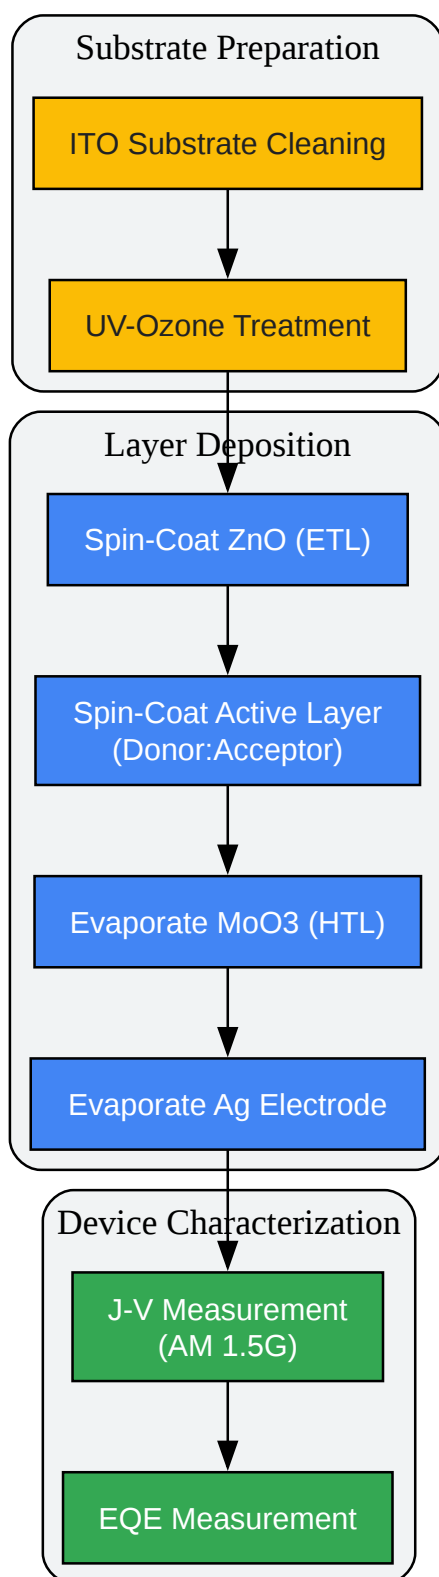 Substrate Preparation
ITO Substrate Cleaning
UV-Ozone Treatment
Layer Deposition
Spin-Coat ZnO (ETL)
Spin-Coat Active Layer
(Donor:Acceptor)
Evaporate MoO3 (HTL)
Evaporate Ag Electrode
Device Characterization
J-V Measurement
(AM 1.5G)
EQE Measurement